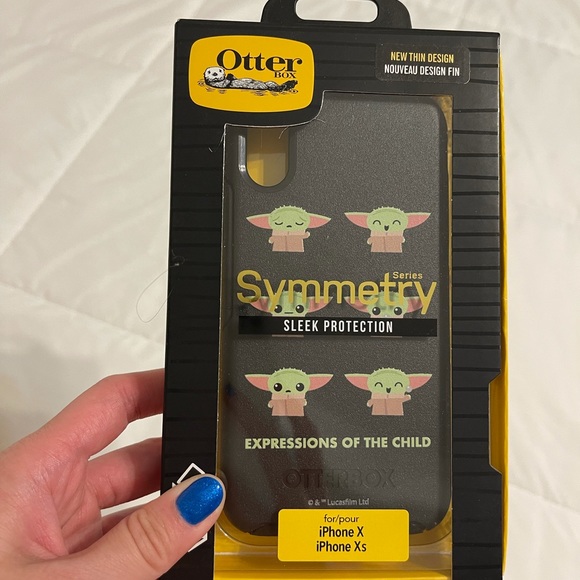 Otter
BOX
NEW THIN DESIGN
NOUVEAU DESIGN FIN
Series
Symmetry
SLEEK PROTECTION
EXPRESSIONS OF THE CHILD
OTTERBOX
© & ™ Lucasfilm Ltd
for/pour
iPhone X
iPhone Xs